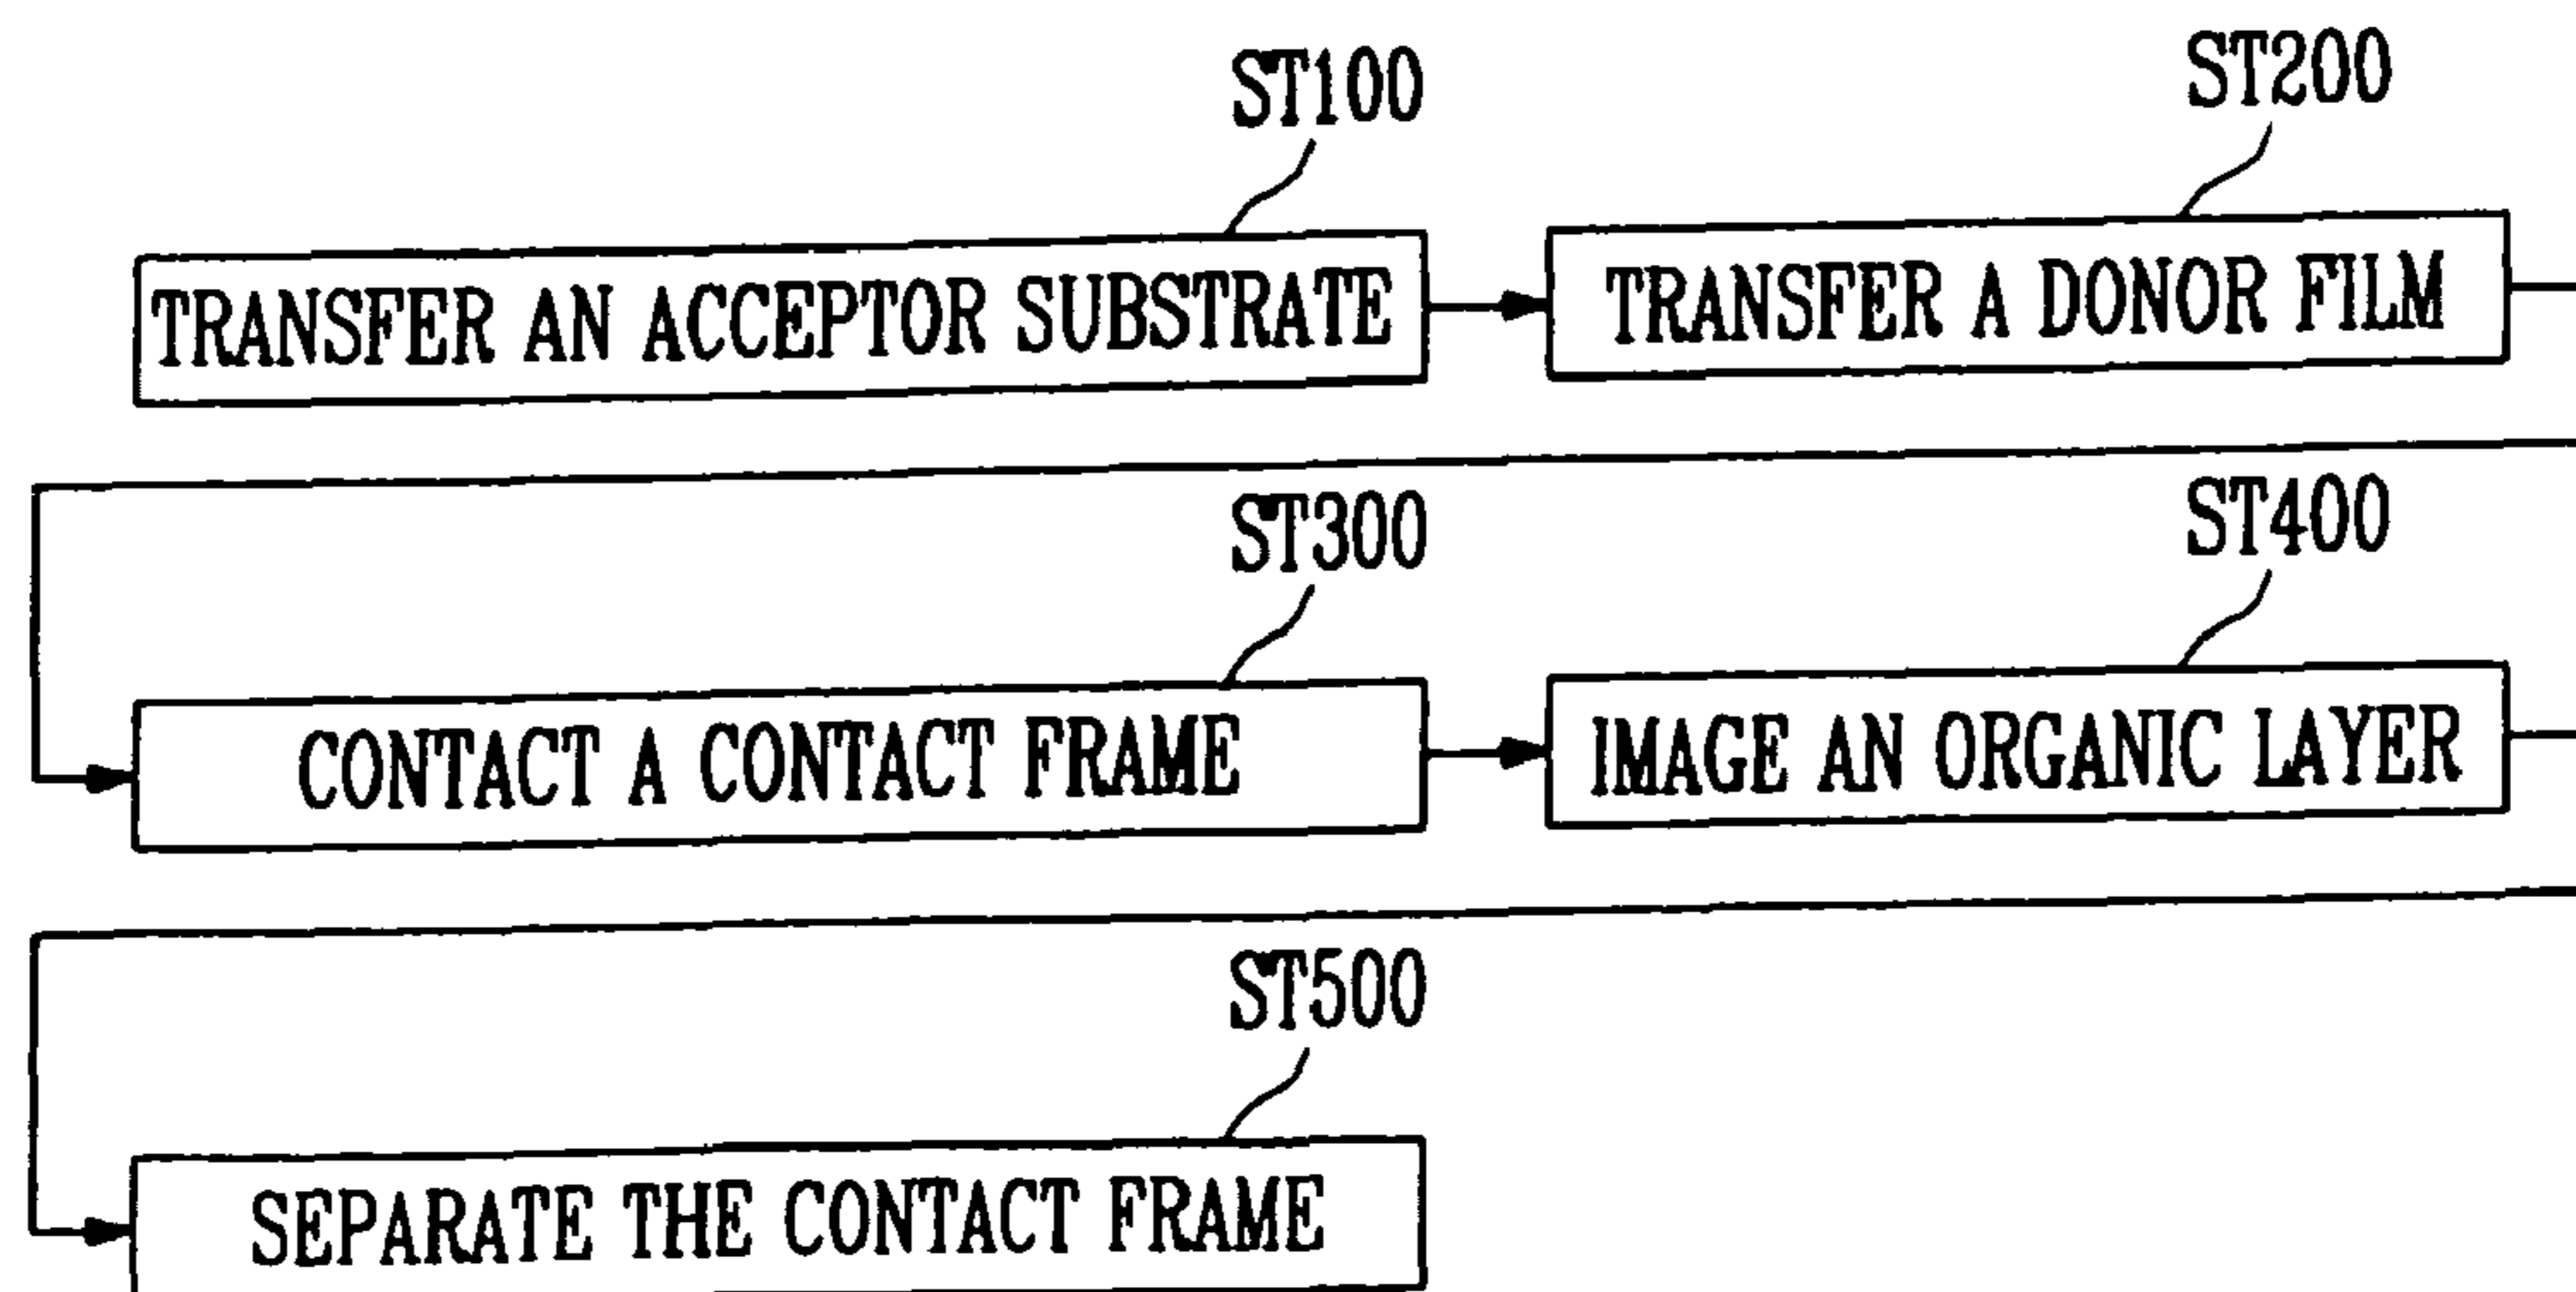 ST100
ST200
TRANSFER AN ACCEPTOR SUBSTRATE
TRANSFER A DONOR FILM
ST300
ST400
CONTACT A CONTACT FRAME
IMAGE AN ORGANIC LAYER
ST500
SEPARATE THE CONTACT FRAME